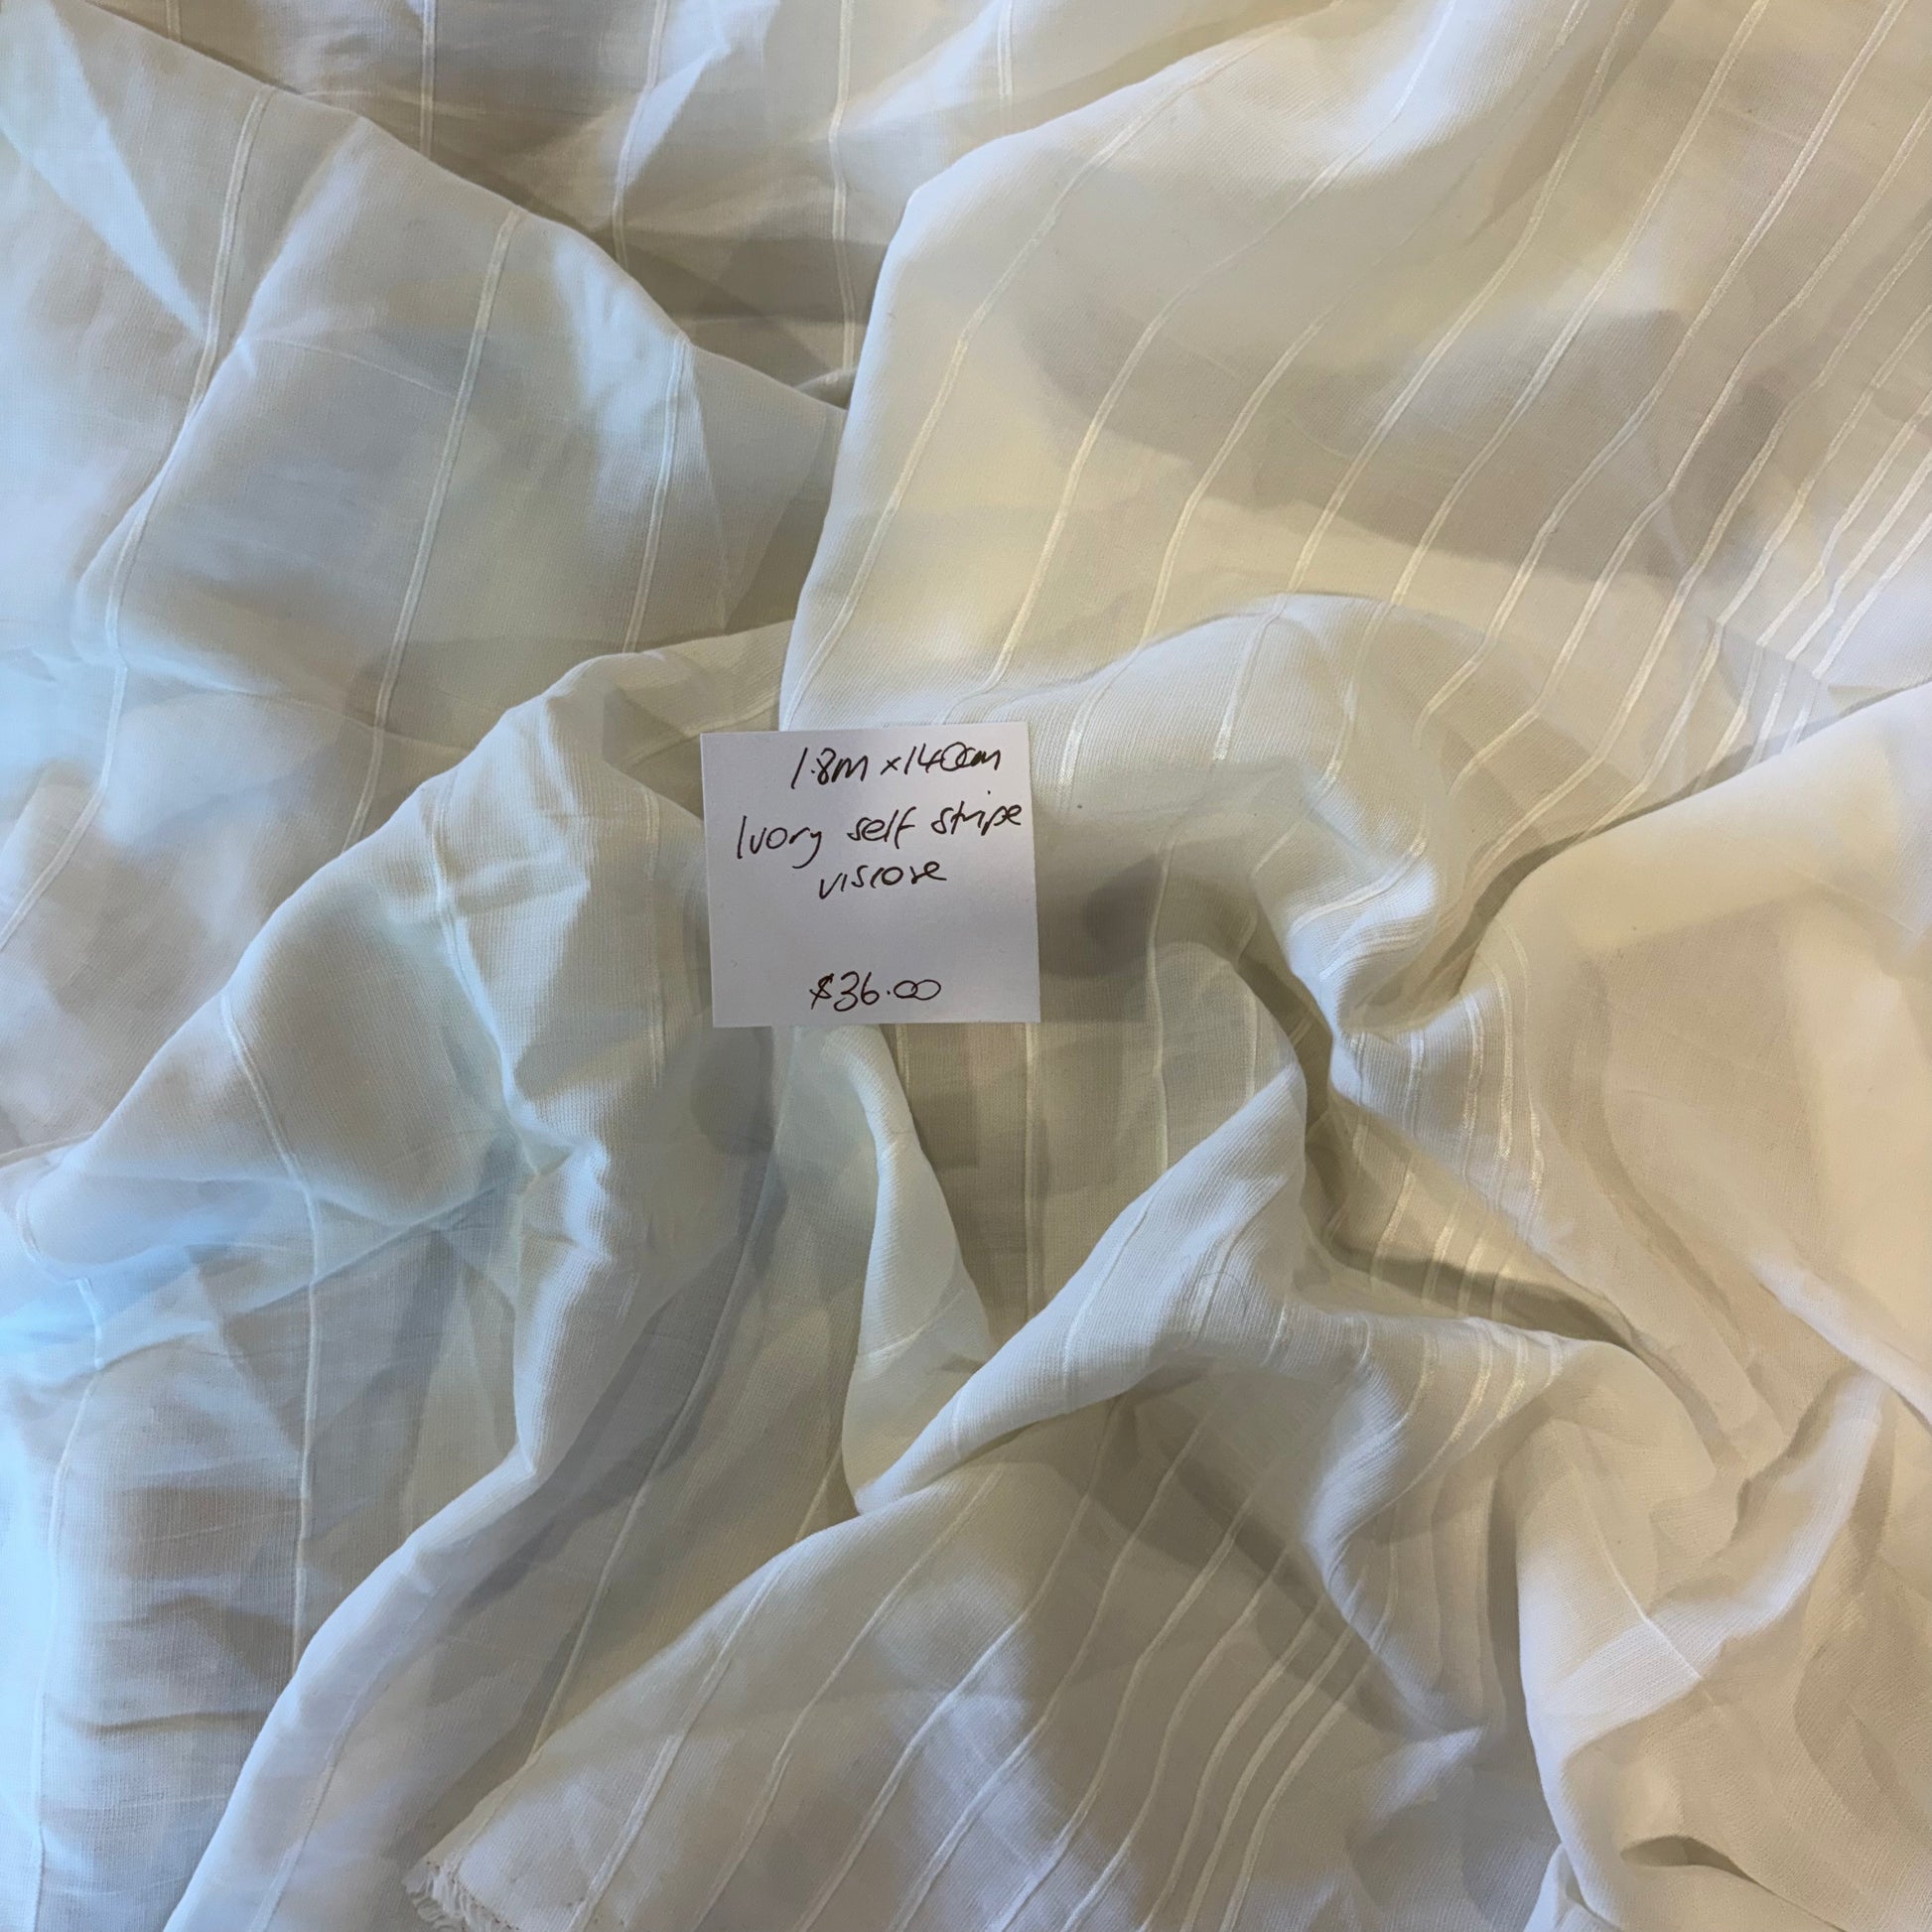 1.8m x 140cm
Ivory self stripe
viscose
$36.00